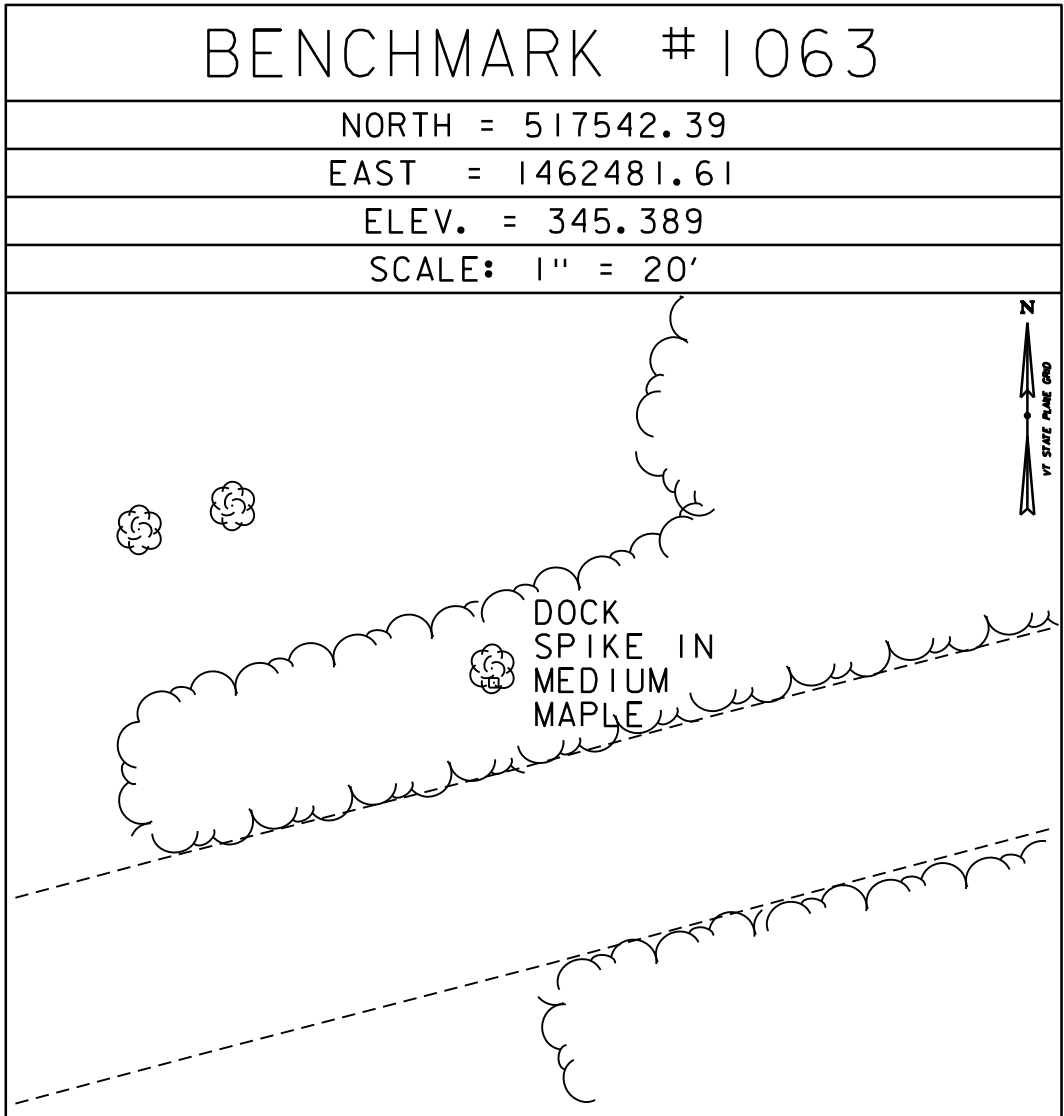 BENCHMARK #1063
NORTH = 517542.39
EAST = 1462481.61
ELEV. = 345.389
SCALE: 1" = 20'
N
VT STATE PLANE GRID
DOCK
SPIKE IN
MEDIUM
MAPLE